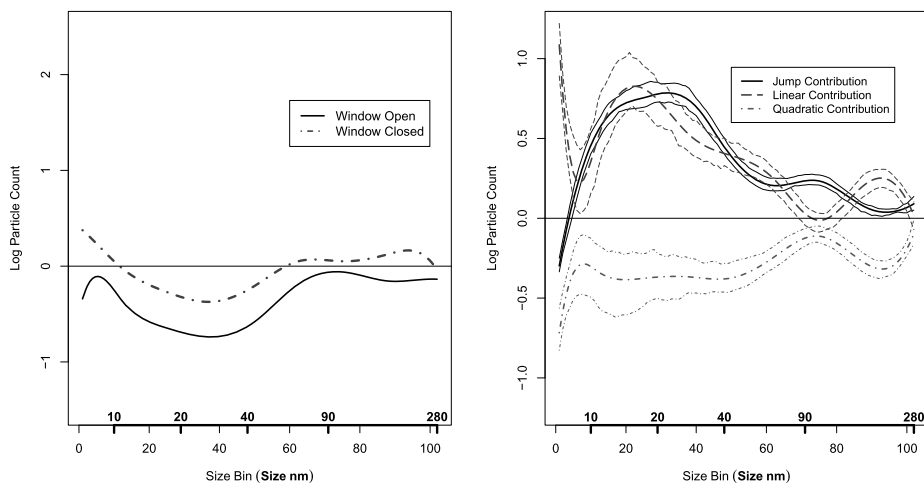 2
1
0
−1
Log Particle Count
Window Open
Window Closed
10 20 40 90 280
0 20 40 60 80 100
Size Bin (Size nm)
1.0
0.5
0.0
−0.5
−1.0
Log Particle Count
Jump Contribution
Linear Contribution
Quadratic Contribution
10 20 40 90 280
0 20 40 60 80 100
Size Bin (Size nm)